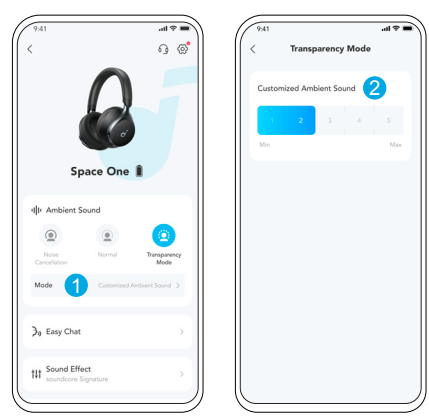 9:41
Space One
Ambient Sound
Noise
Cancellation
Normal
Transparency
Mode
Mode
1
Customized Ambient Sound >
Easy Chat >
Sound Effect
soundcore Signature >
9:41
< Transparency Mode
Customized Ambient Sound
2
1 2 3 4 5
Min Max